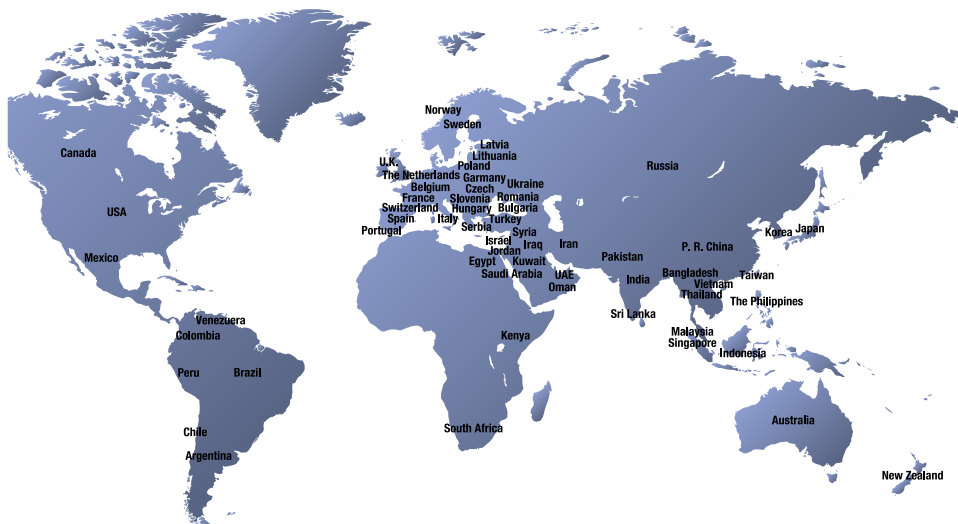 Norway
Sweden
Canada
Latvia
Lithuania
U.K.
Poland
Russia
The Netherlands
Garmany
Belgium
Czech
Ukraine
France
Slovenia
Romania
Switzerland
Hungary
Bulgaria
USA
Spain
Italy
Turkey
Portugal
Serbia
Syria
Korea
Japan
Israel
Iraq
Iran
P. R. China
Mexico
Jordan
Pakistan
Egypt
Kuwait
Saudi Arabia
UAE
India
Bangladesh
Taiwan
Oman
Vietnam
Thailand
The Philippines
Sri Lanka
Venezuera
Colombia
Kenya
Malaysia
Singapore
Indonesia
Peru
Brazil
Australia
Chile
South Africa
Argentina
New Zealand